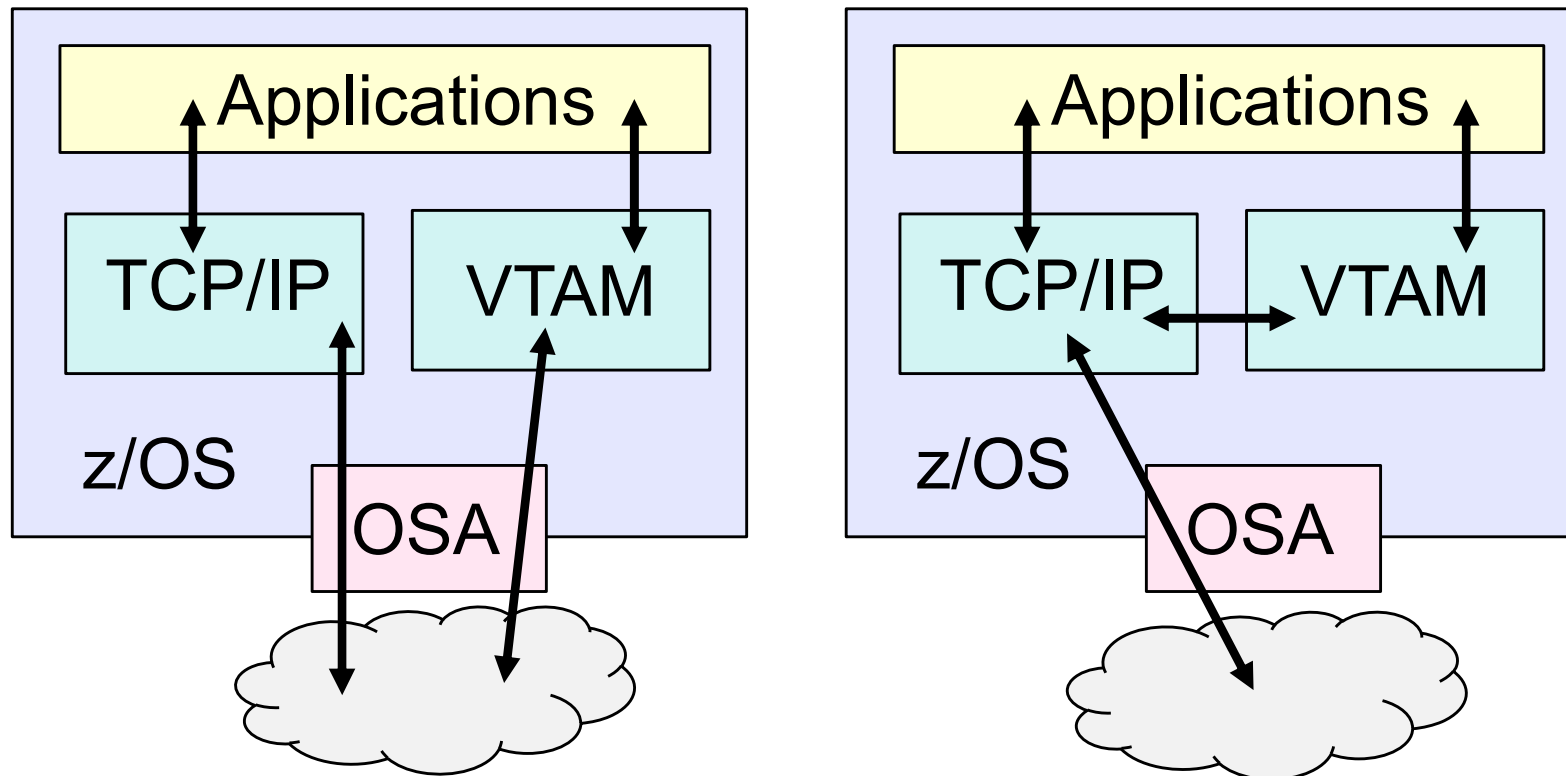 Applications
TCP/IP
VTAM
z/OS
OSA
Applications
TCP/IP
VTAM
z/OS
OSA